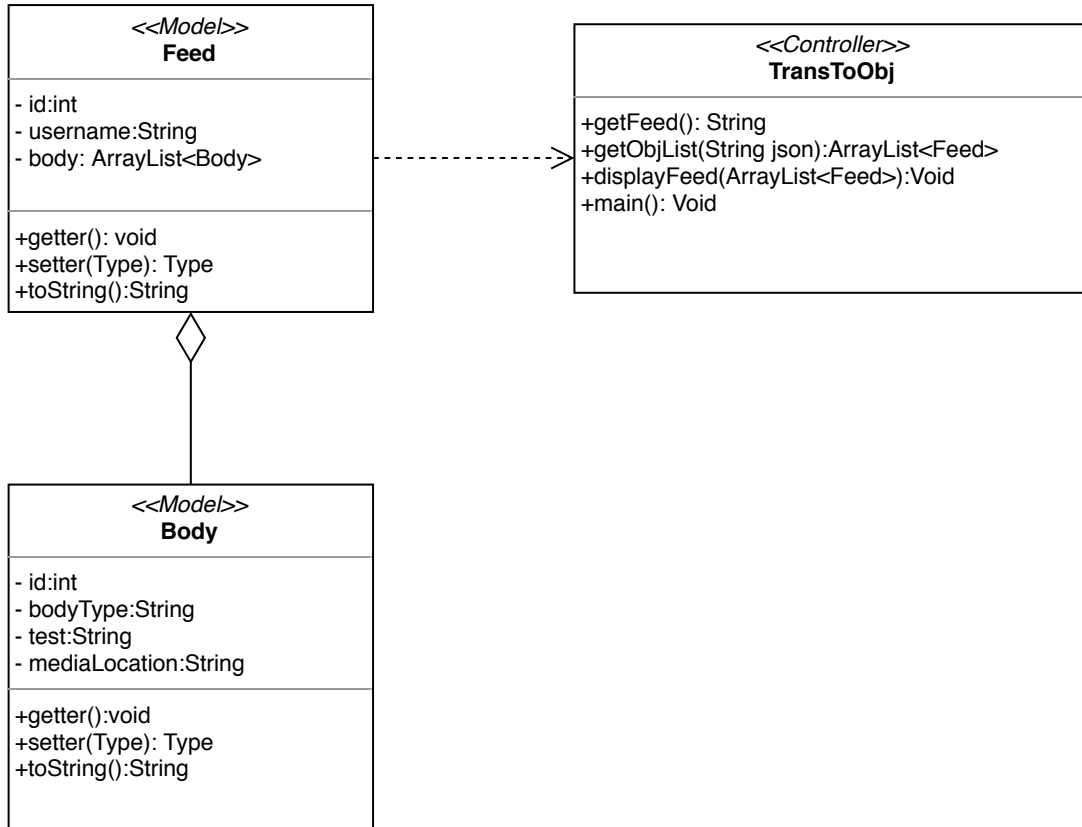 <<Model>>
Feed
- id:int
- username:String
- body: ArrayList<Body>
+getter(): void
+setter(Type): Type
+toString():String
<<Controller>>
TransToObj
+getFeed(): String
+getObjList(String json):ArrayList<Feed>
+displayFeed(ArrayList<Feed>):Void
+main(): Void
<<Model>>
Body
- id:int
- bodyType:String
- test:String
- mediaLocation:String
+getter():void
+setter(Type): Type
+toString():String